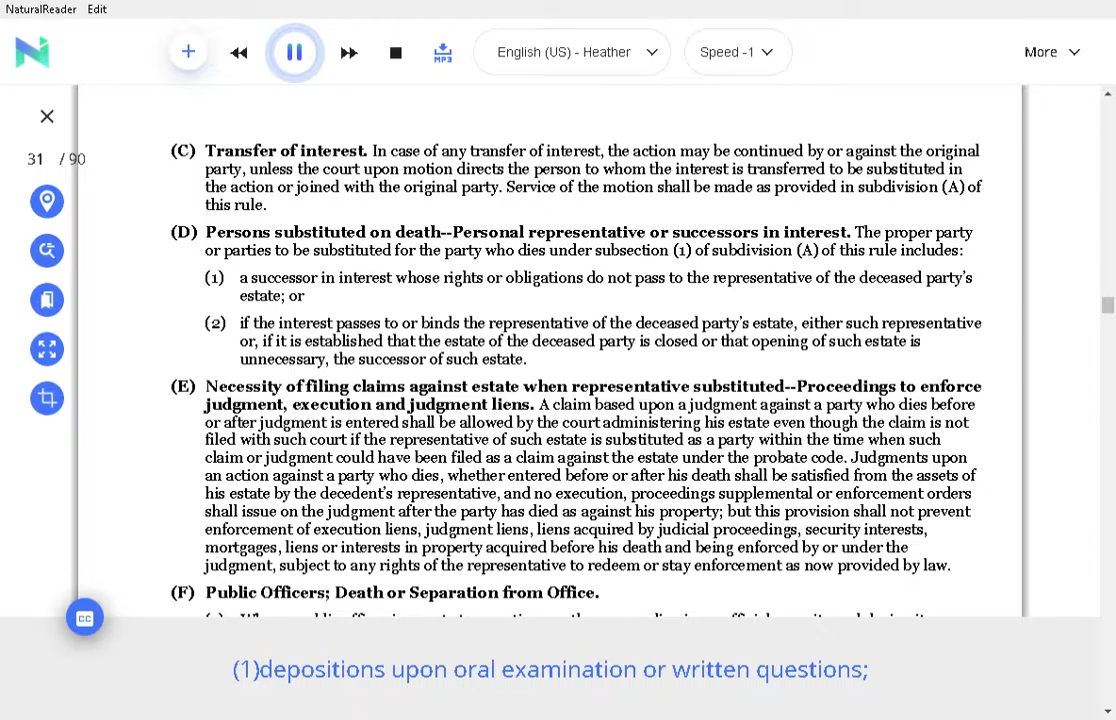 NaturalReader Edit
MP3
English (US) - Heather
Speed -1
More
31 / 90
(C) Transfer of interest. In case of any transfer of interest, the action may be continued by or against the original
party, unless the court upon motion directs the person to whom the interest is transferred to be substituted in
the action or joined with the original party. Service of the motion shall be made as provided in subdivision (A) of
this rule.
(D) Persons substituted on death--Personal representative or successors in interest. The proper party
or parties to be substituted for the party who dies under subsection (1) of subdivision (A) of this rule includes:
(1) a successor in interest whose rights or obligations do not pass to the representative of the deceased party's
estate; or
(2) if the interest passes to or binds the representative of the deceased party's estate, either such representative
or, if it is established that the estate of the deceased party is closed or that opening of such estate is
unnecessary, the successor of such estate.
(E) Necessity of filing claims against estate when representative substituted--Proceedings to enforce
judgment, execution and judgment liens. A claim based upon a judgment against a party who dies before
or after judgment is entered shall be allowed by the court administering his estate even though the claim is not
filed with such court if the representative of such estate is substituted as a party within the time when such
claim or judgment could have been filed as a claim against the estate under the probate code. Judgments upon
an action against a party who dies, whether entered before or after his death shall be satisfied from the assets of
his estate by the decedent's representative, and no execution, proceedings supplemental or enforcement orders
shall issue on the judgment after the party has died as against his property; but this provision shall not prevent
enforcement of execution liens, judgment liens, liens acquired by judicial proceedings, security interests,
mortgages, liens or interests in property acquired before his death and being enforced by or under the
judgment, subject to any rights of the representative to redeem or stay enforcement as now provided by law.
(F) Public Officers; Death or Separation from Office.
CC
(1)depositions upon oral examination or written questions;